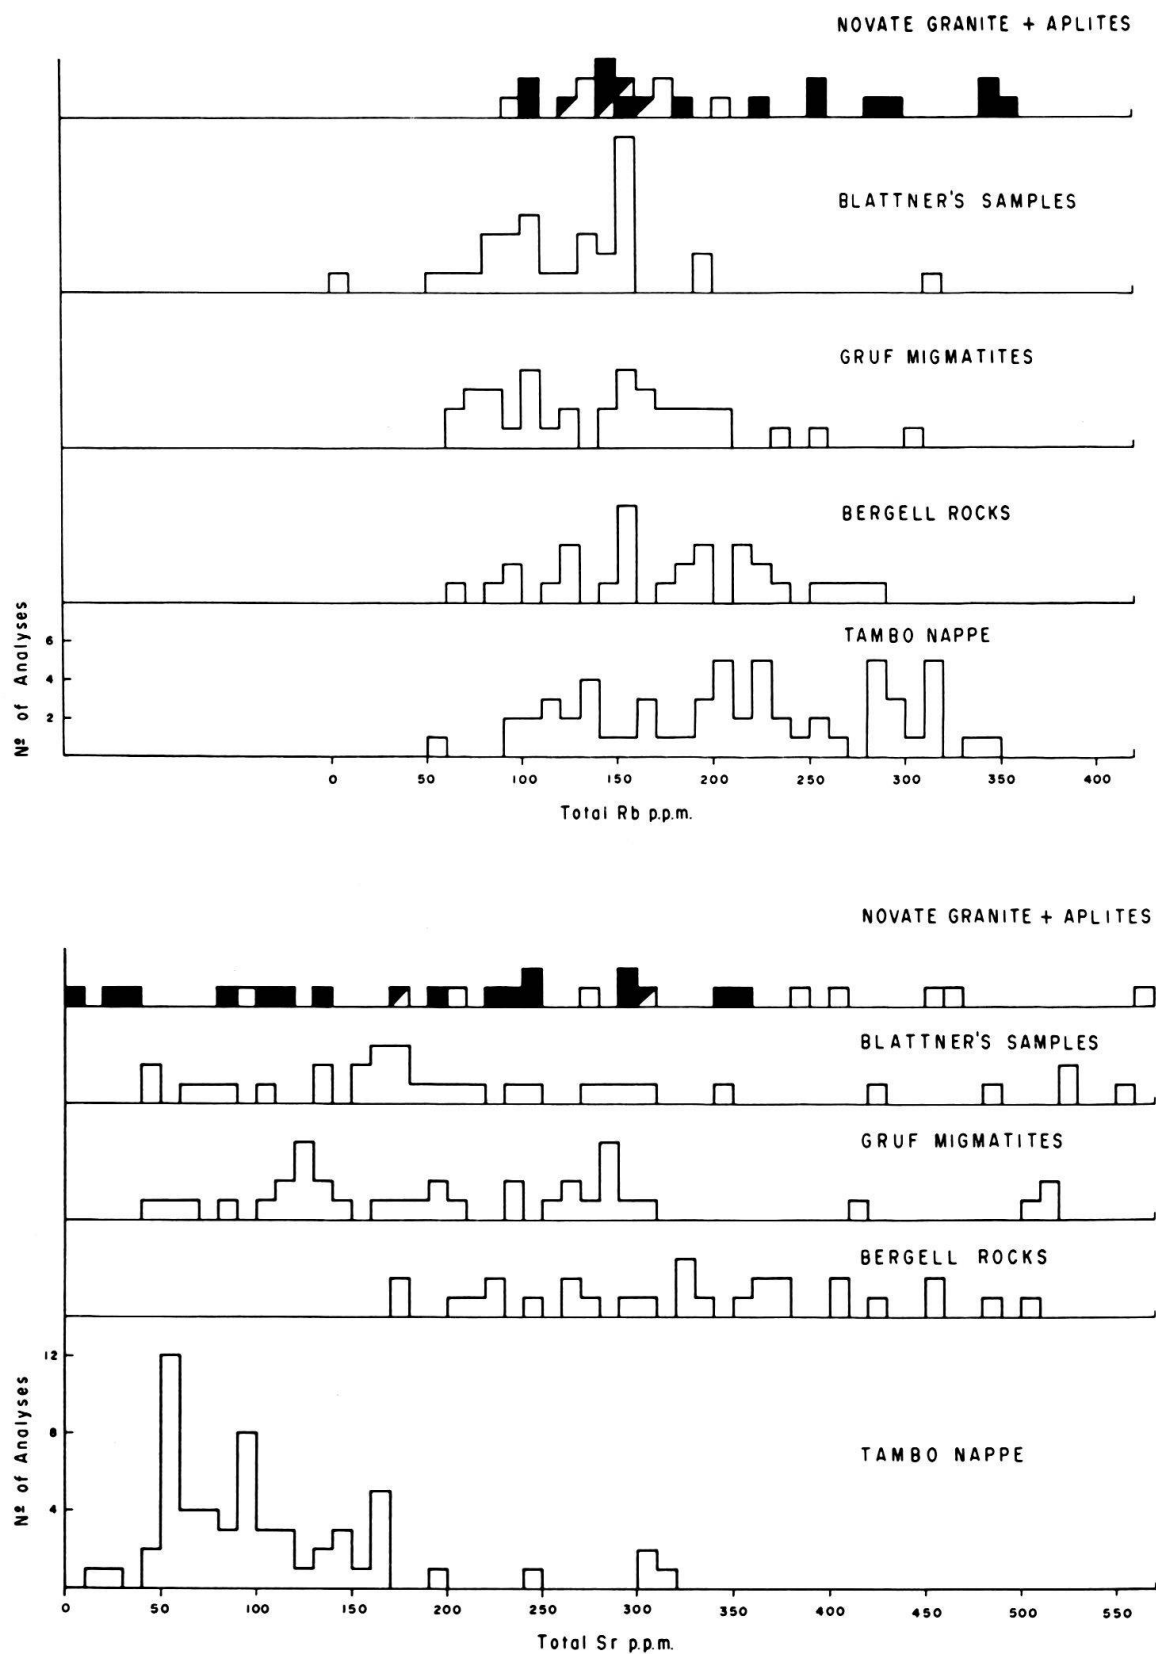 NOVATE GRANITE + APLITES
BLATTNER'S SAMPLES
GRUF MIGMATITES
BERGELL ROCKS
TAMBO NAPPE
Nº of Analyses
6
4
2
0 50 100 150 200 250 300 350 400
Total Rb p.p.m.
NOVATE GRANITE + APLITES
BLATTNER'S SAMPLES
GRUF MIGMATITES
BERGELL ROCKS
TAMBO NAPPE
Nº of Analyses
12
8
4
0 50 100 150 200 250 300 350 400 450 500 550
Total Sr p.p.m.